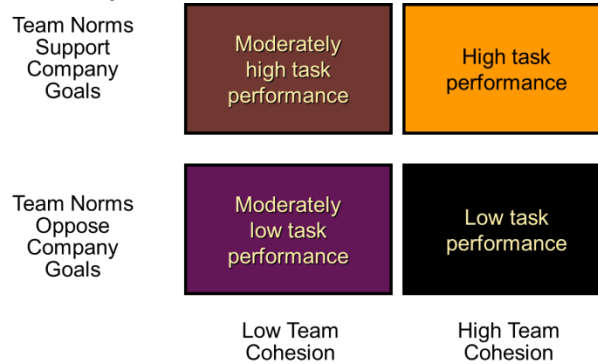 Team Norms
Support
Company
Goals
Moderately
high task
performance
High task
performance
Team Norms
Oppose
Company
Goals
Moderately
low task
performance
Low task
performance
Low Team
Cohesion
High Team
Cohesion